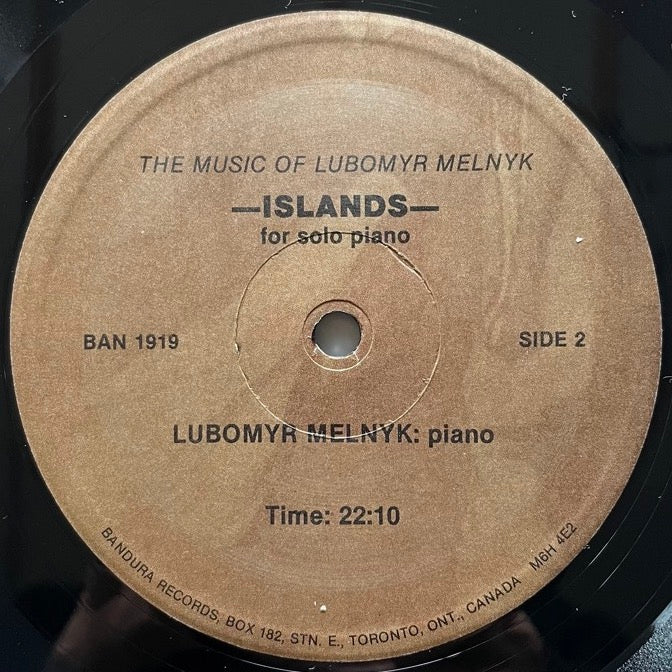 THE MUSIC OF LUBOMYR MELNYK
—ISLANDS—
for solo piano
BAN 1919
SIDE 2
LUBOMYR MELNYK: piano
Time: 22:10
BANDURA RECORDS, BOX 182, STN. E., TORONTO, ONT., CANADA M6H 4E2